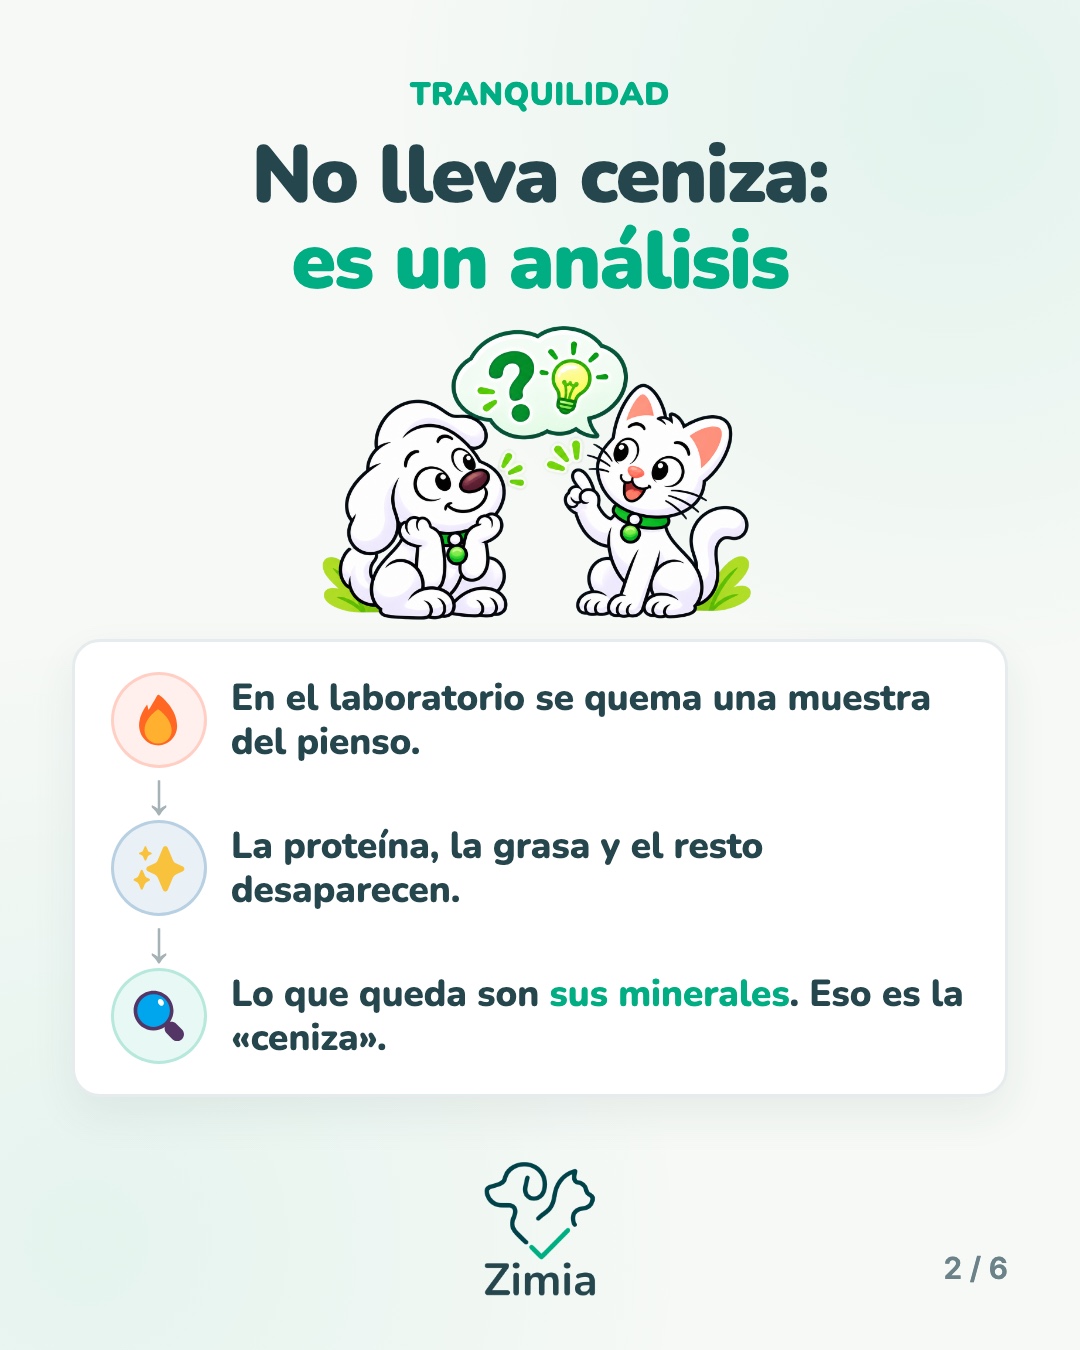 TRANQUILIDAD
No lleva ceniza:
es un análisis
?
En el laboratorio se quema una muestra
del pienso.
La proteína, la grasa y el resto
desaparecen.
Lo que queda son sus minerales. Eso es la
«ceniza».
Zimia
2 / 6